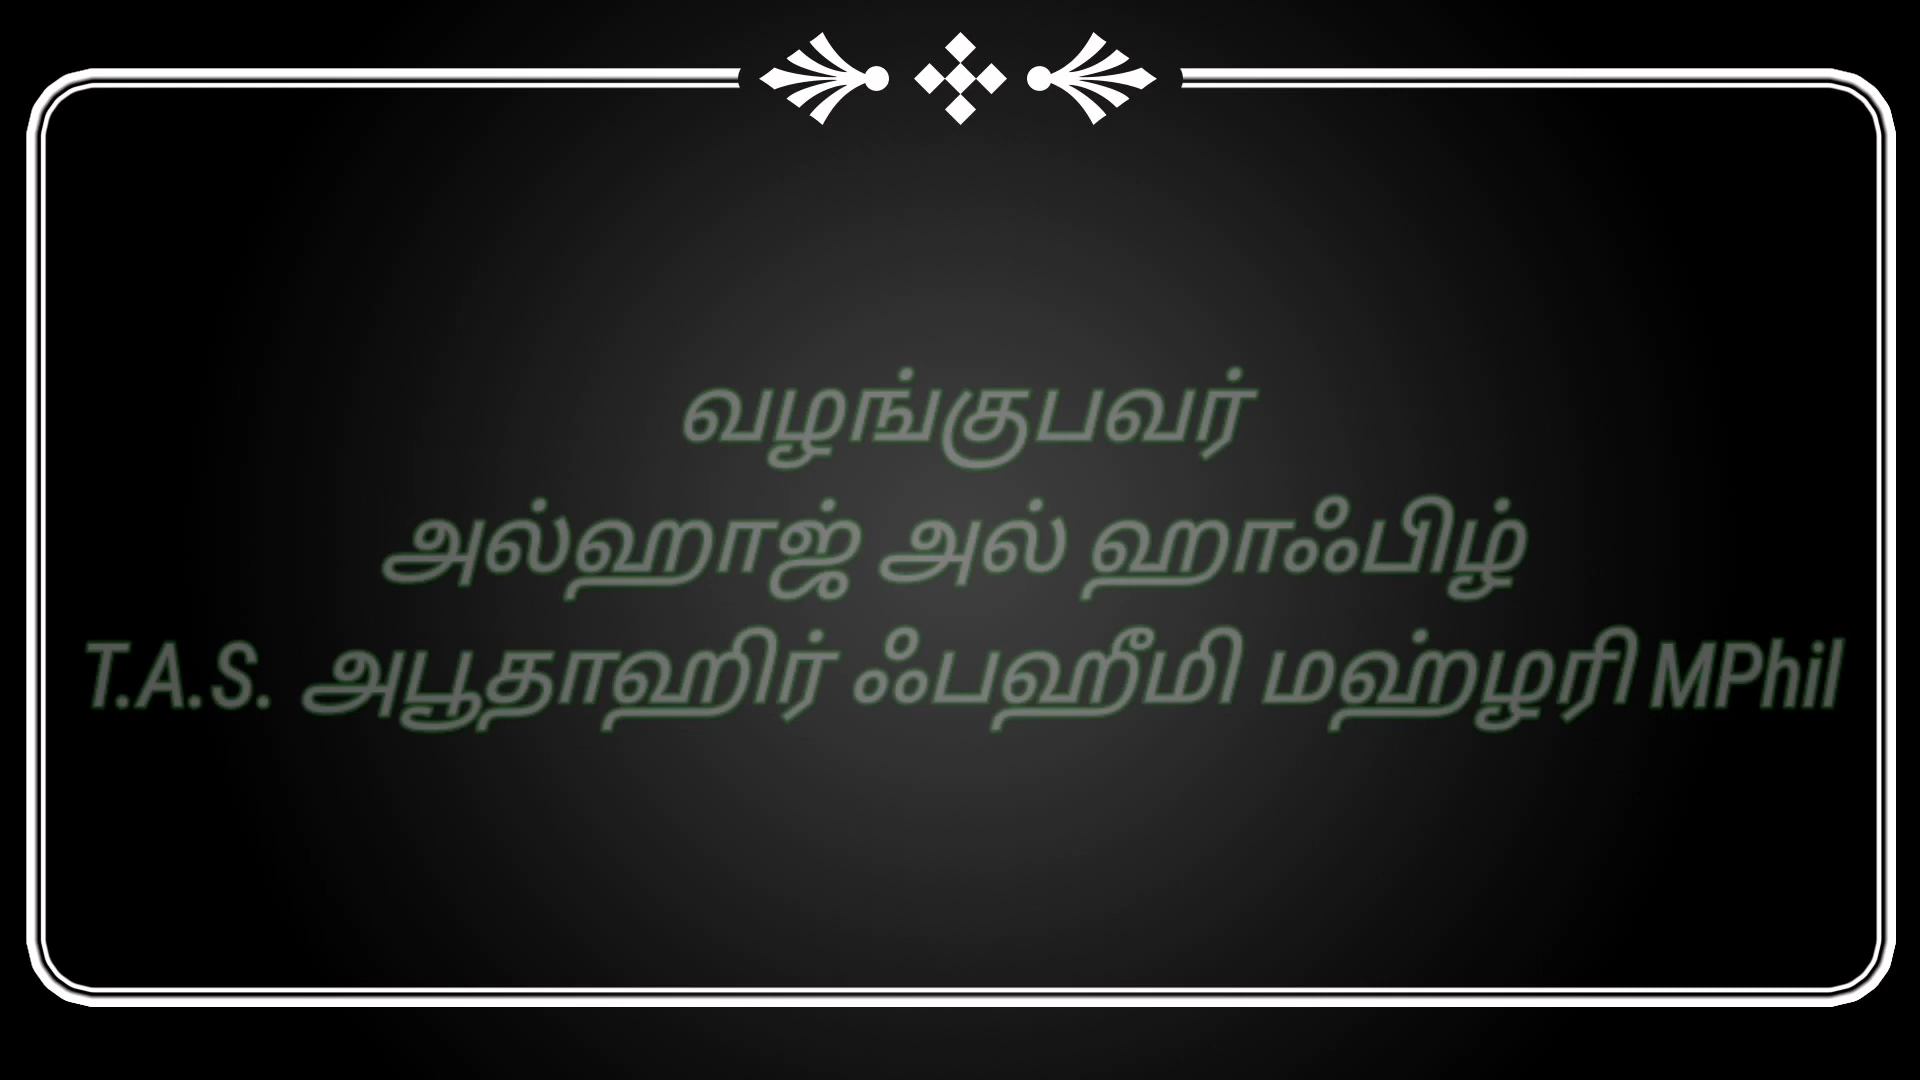 வழங்குபவர்
அல்ஹாஜ் அல் ஹாஃபிழ்
T.A.S. அபூதாஹிர் ஃபஹீமி மஹ்ழரி MPhil